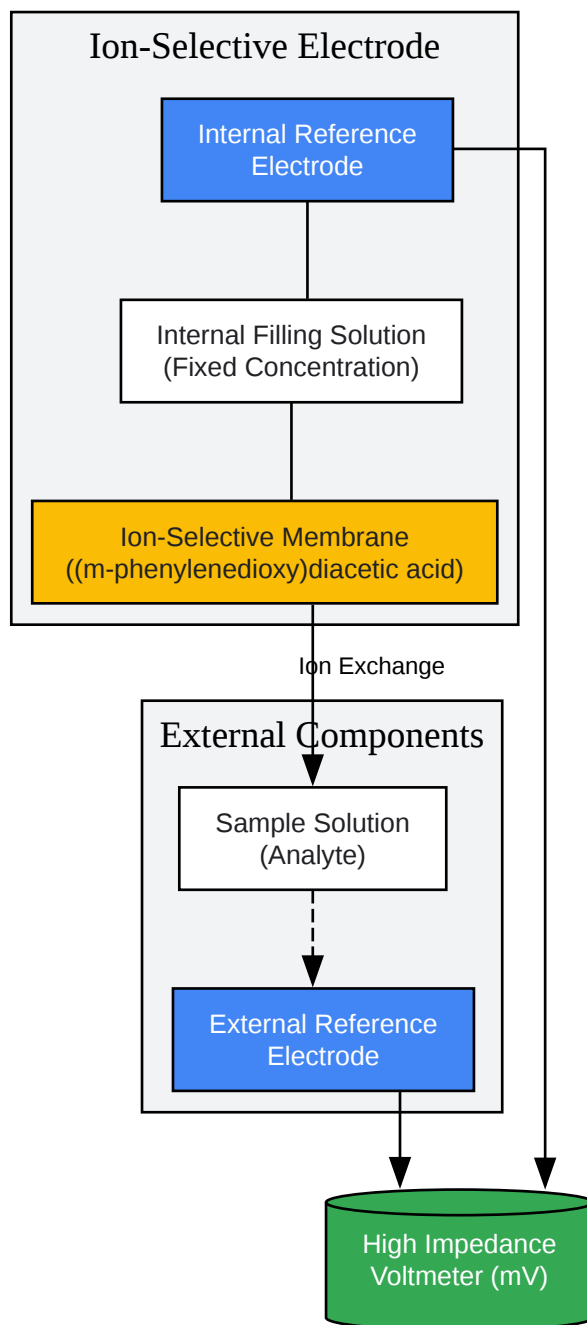 Ion-Selective Electrode
Internal Reference
Electrode
Internal Filling Solution
(Fixed Concentration)
Ion-Selective Membrane
((m-phenylenedioxy)diacetic acid)
Ion Exchange
External Components
Sample Solution
(Analyte)
External Reference
Electrode
High Impedance
Voltmeter (mV)